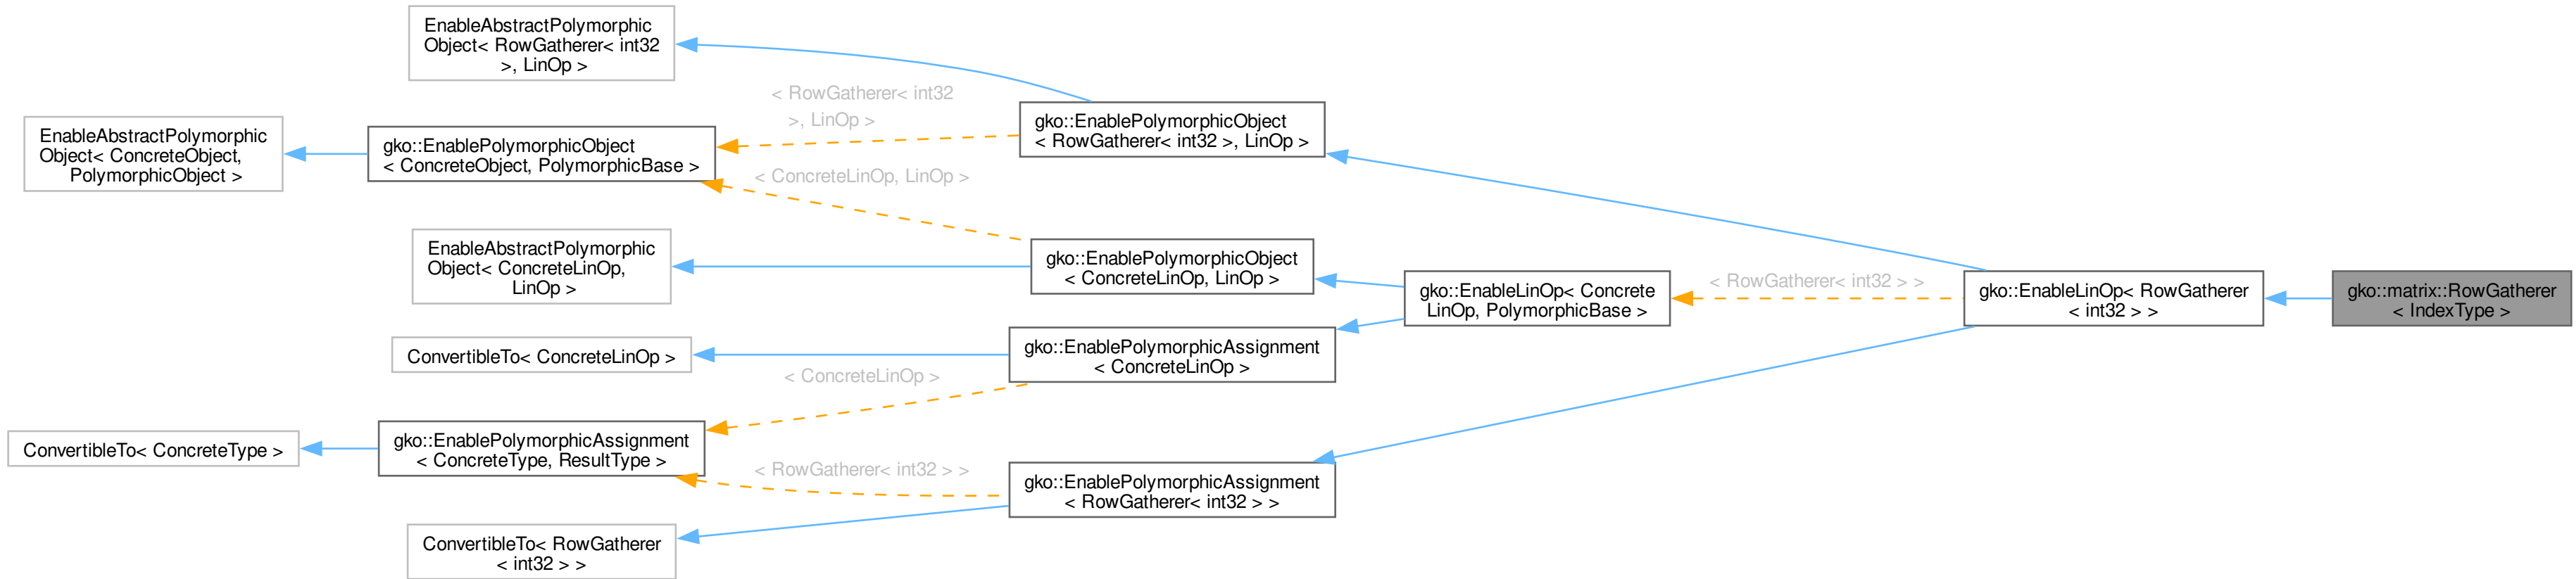 EnableAbstractPolymorphic
Object< RowGatherer< int32
>, LinOp >
< RowGatherer< int32
>, LinOp >
gko::EnablePolymorphicObject
< RowGatherer< int32 >, LinOp >
EnableAbstractPolymorphic
Object< ConcreteObject,
PolymorphicObject >
gko::EnablePolymorphicObject
< ConcreteObject, PolymorphicBase >
< ConcreteLinOp, LinOp >
EnableAbstractPolymorphic
Object< ConcreteLinOp,
LinOp >
gko::EnablePolymorphicObject
< ConcreteLinOp, LinOp >
gko::EnableLinOp< Concrete
LinOp, PolymorphicBase >
< RowGatherer< int32 > >
gko::EnableLinOp< RowGatherer
< int32 > >
gko::matrix::RowGatherer
< IndexType >
ConvertibleTo< ConcreteLinOp >
gko::EnablePolymorphicAssignment
< ConcreteLinOp >
< ConcreteLinOp >
ConvertibleTo< ConcreteType >
gko::EnablePolymorphicAssignment
< ConcreteType, ResultType >
< RowGatherer< int32 > >
gko::EnablePolymorphicAssignment
< RowGatherer< int32 > >
ConvertibleTo< RowGatherer
< int32 > >